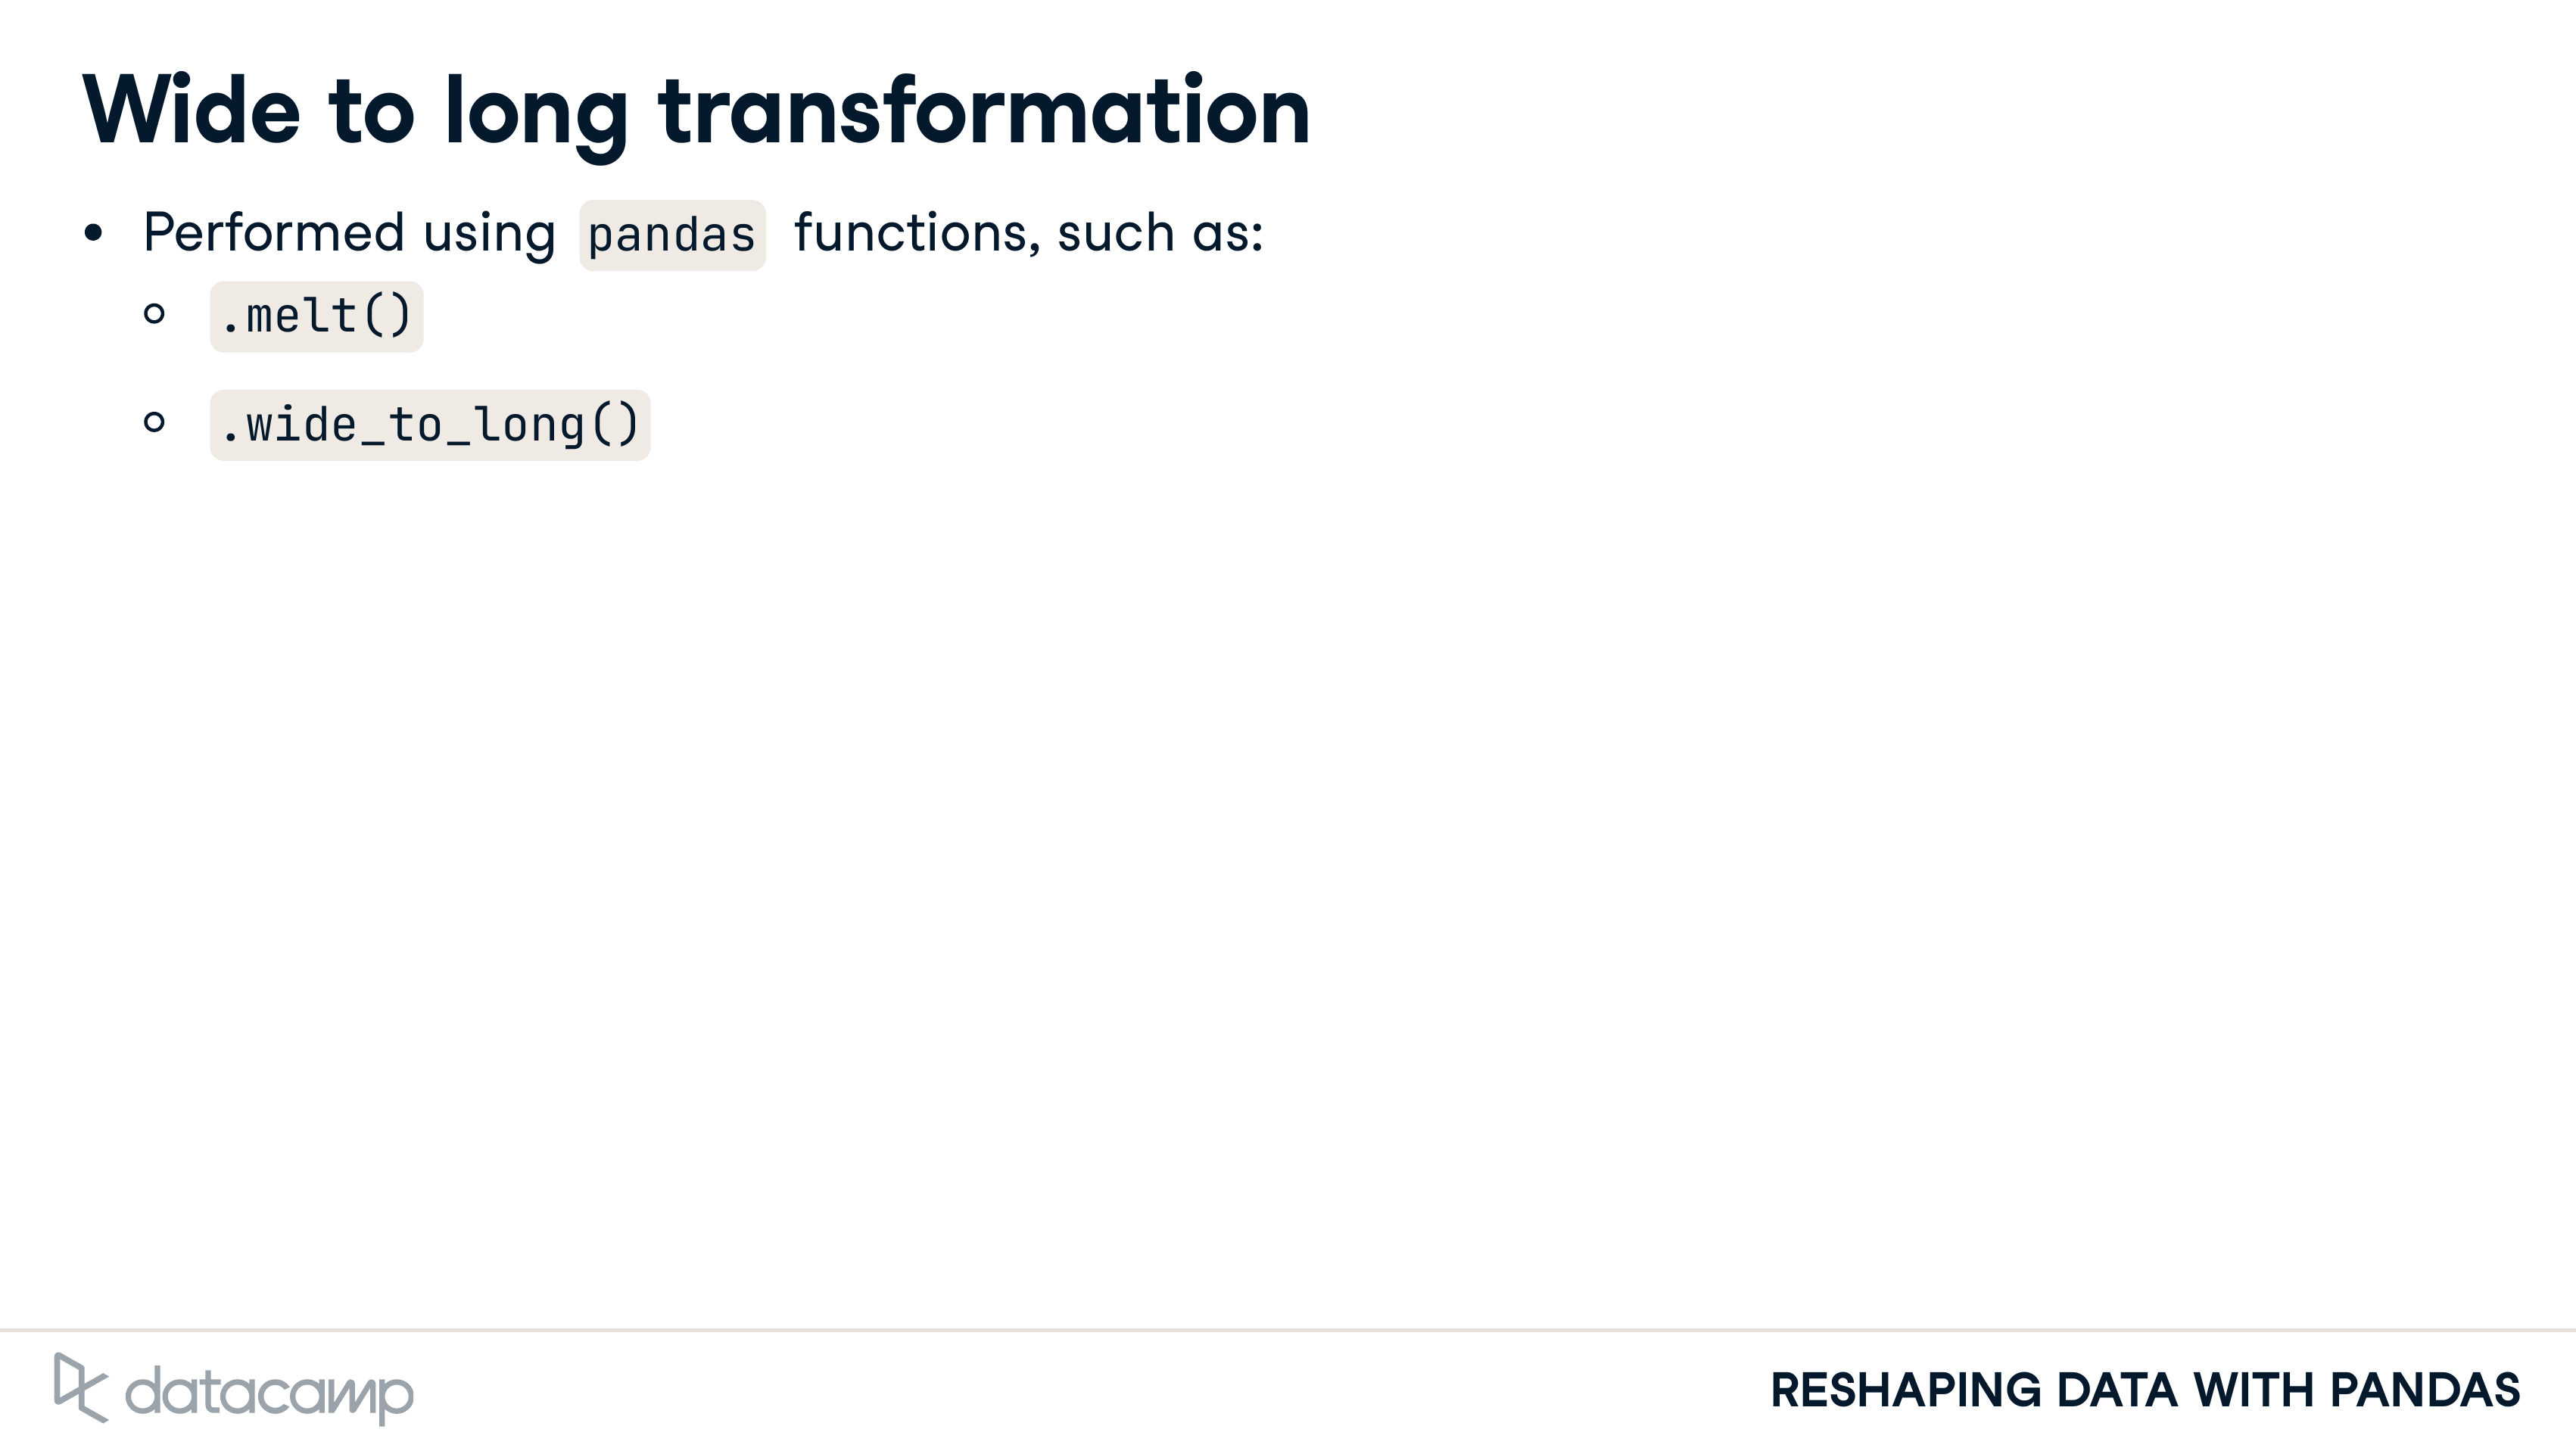 Wide to long transformation
• Performed using pandas functions, such as:
.melt()
.wide_to_long()
datacamp
RESHAPING DATA WITH PANDAS